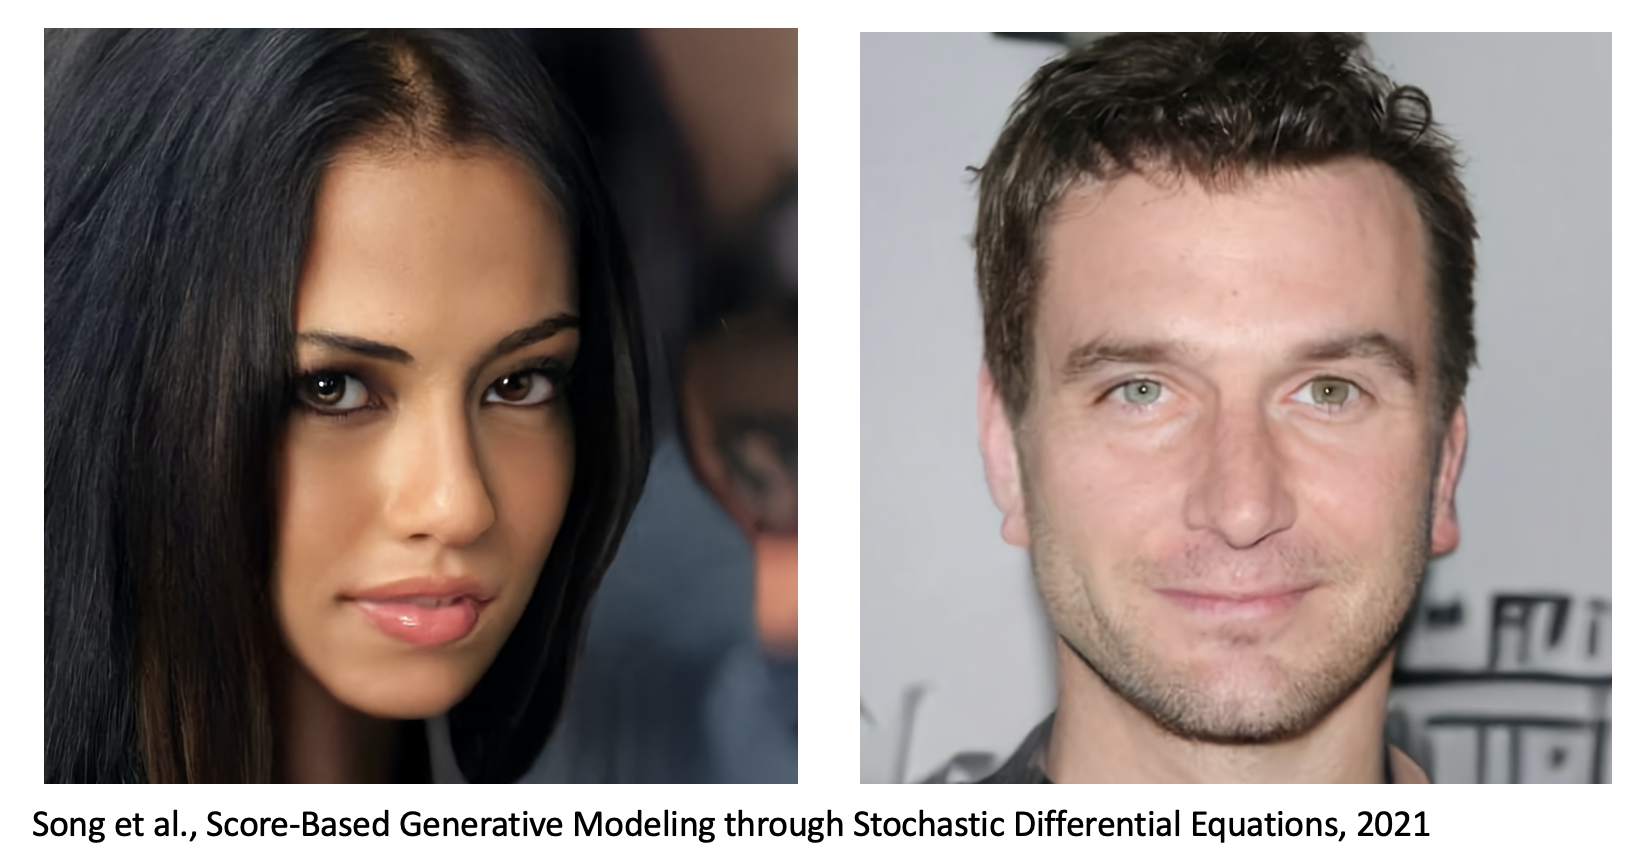 Song et al., Score-Based Generative Modeling through Stochastic Differential Equations, 2021